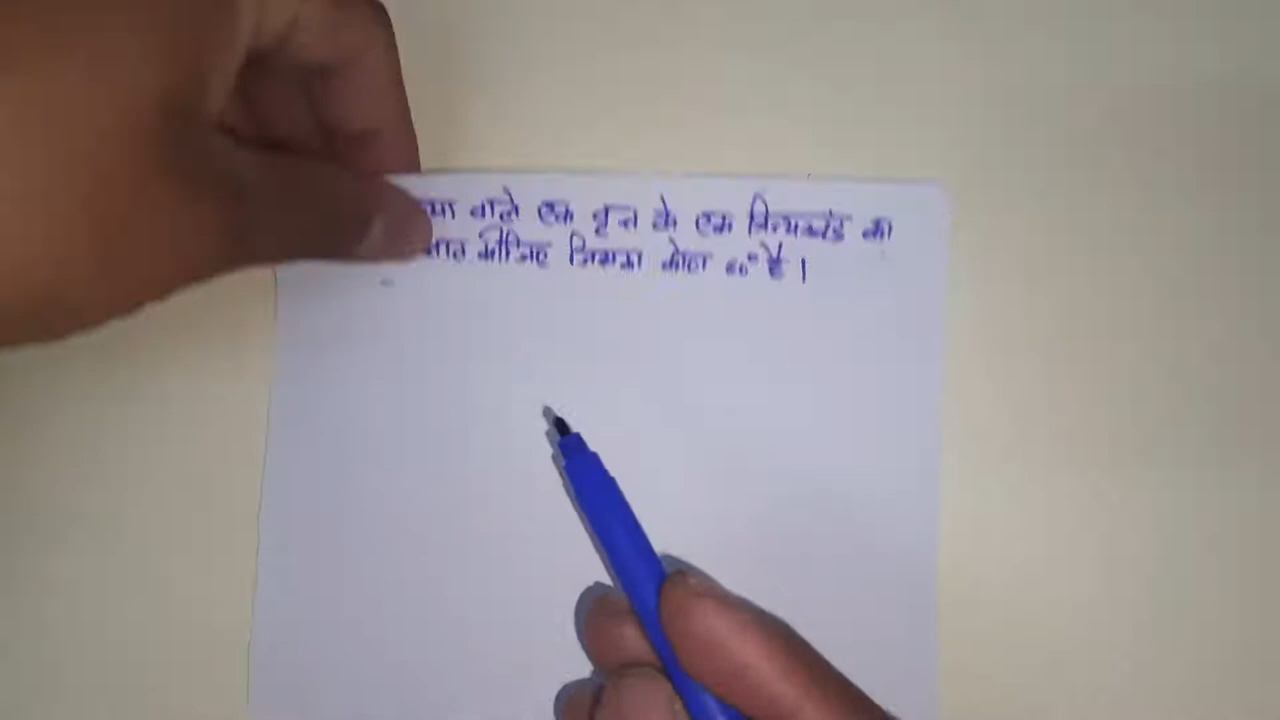 वाले एक वृत्त के एक त्रिज्यखंड का
ज्ञात कीजिए जिसका कोण 60° है।